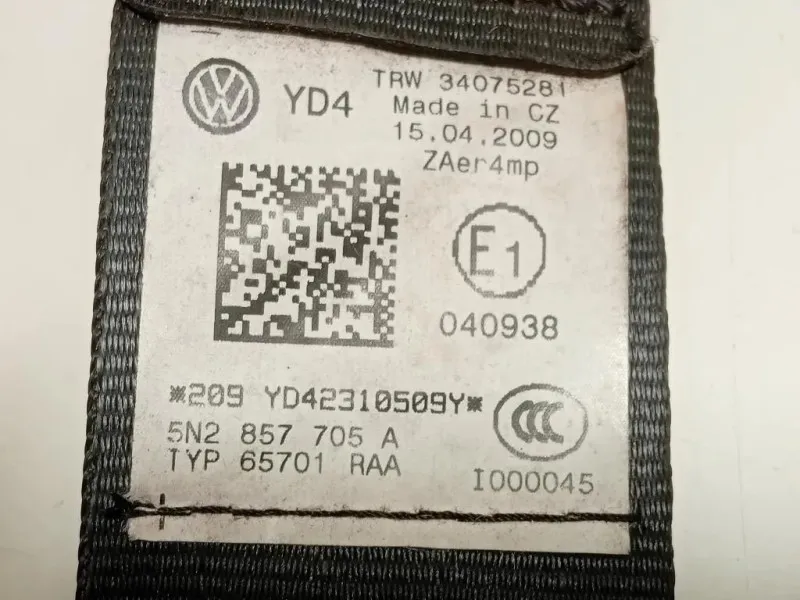 TRW 34075281
YD4
Made in CZ
15.04.2009
ZAer4mp
E1
040938
*209 YD42310509Y*
5N2 857 705 A
TYP 65701 RAA
CCC
I000045